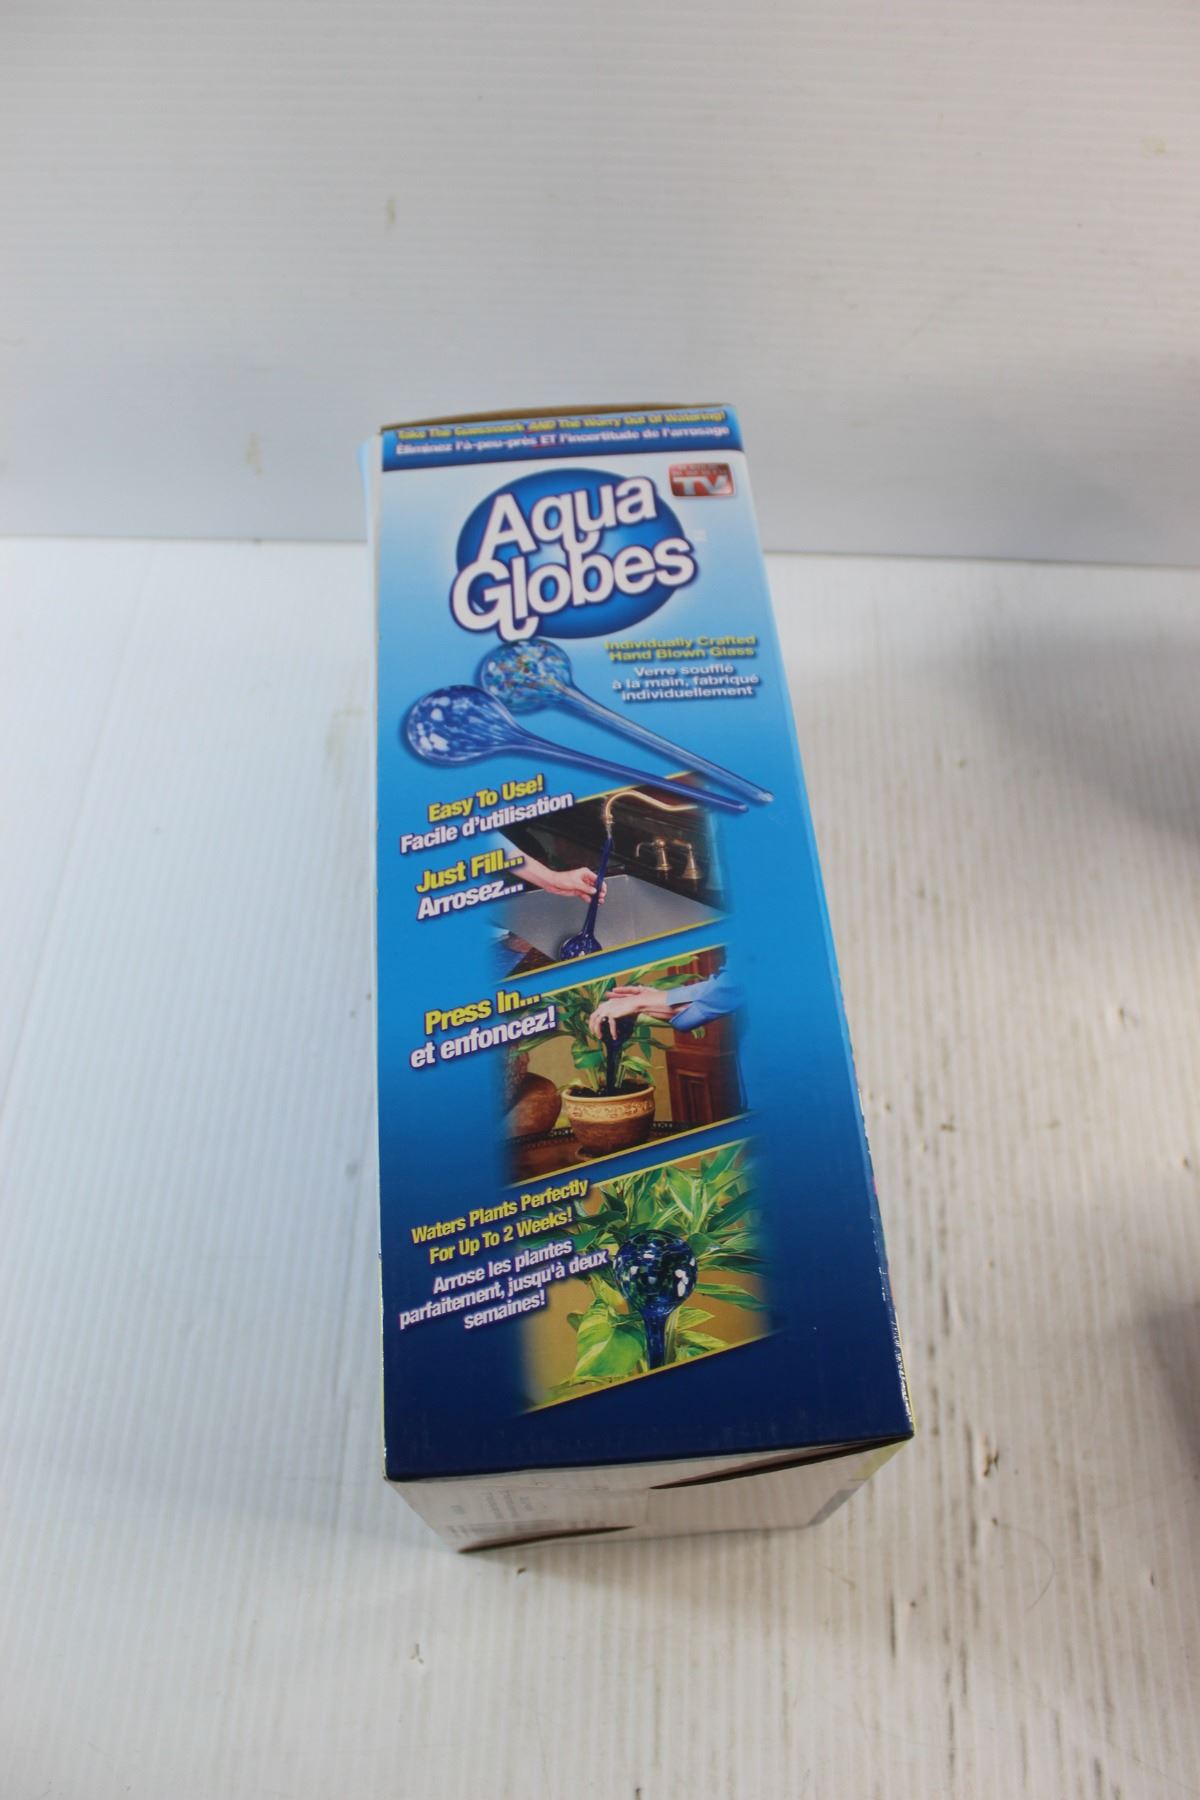 Take The Guesswork AND The Worry Out Of Watering!
Éliminez l'à-peu-près ET l'incertitude de l'arrosage
TV
Aqua
Globes
Individually Crafted
Hand Blown Glass
Verre soufflé
à la main, fabriqué
individuellement
Easy To Use!
Facile d'utilisation
Just Fill...
Arrosez...
Press In...
et enfoncez!
Waters Plants Perfectly
For Up To 2 Weeks!
Arrose les plantes
parfaitement, jusqu'à deux
semaines!